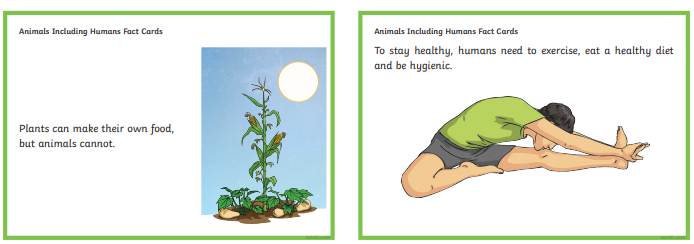 Animals Including Humans Fact Cards
Plants can make their own food,
but animals cannot.
Animals Including Humans Fact Cards
To stay healthy, humans need to exercise, eat a healthy diet
and be hygienic.